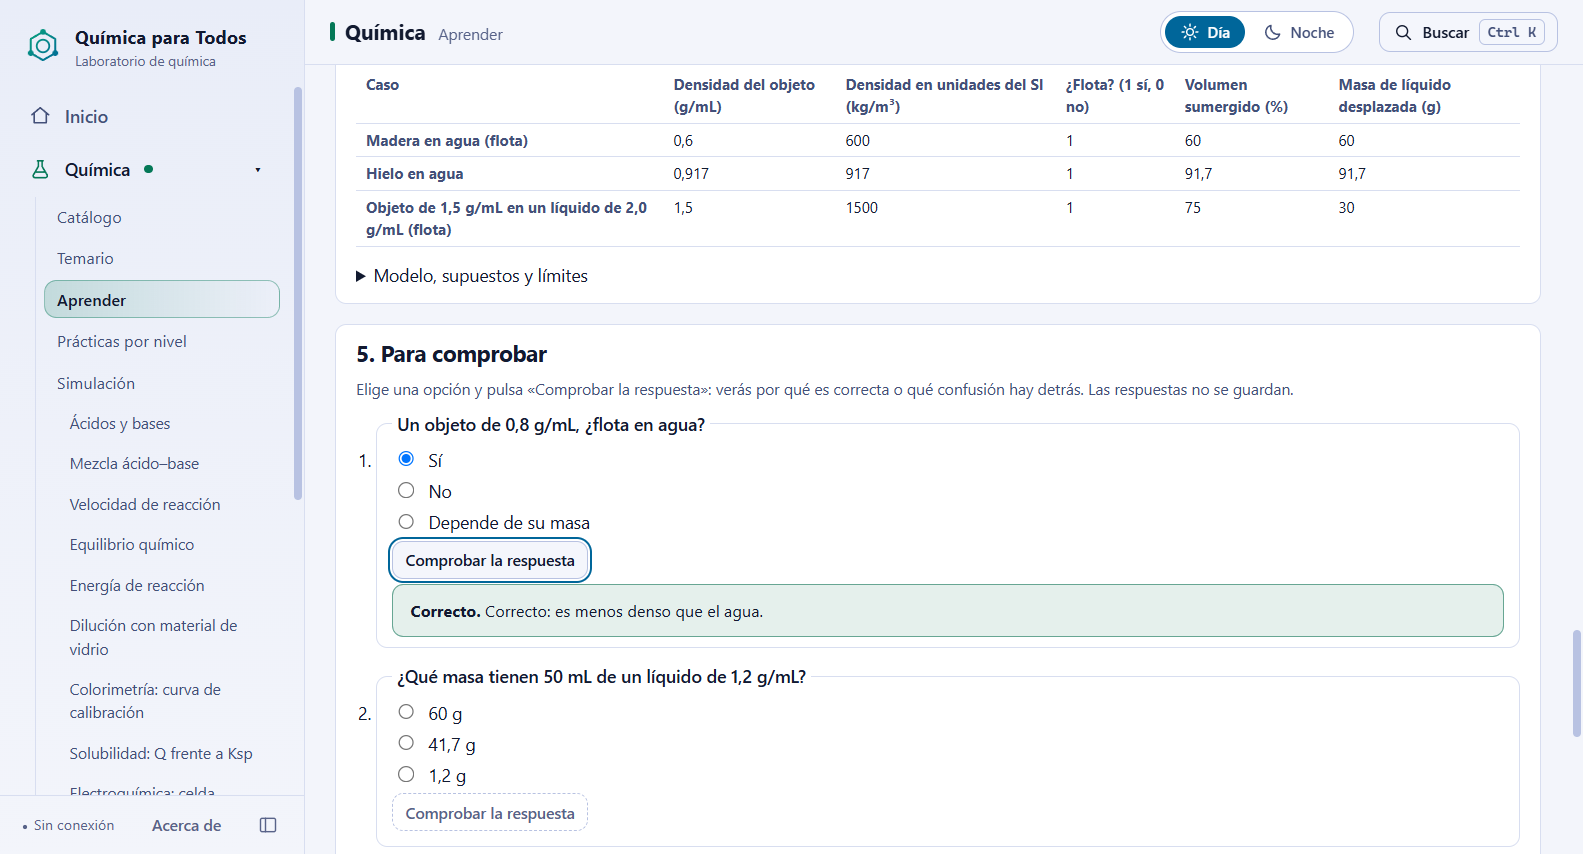 Química para Todos
Laboratorio de química
Inicio
Química
Catálogo
Temario
Aprender
Prácticas por nivel
Simulación
Ácidos y bases
Mezcla ácido–base
Velocidad de reacción
Equilibrio químico
Energía de reacción
Dilución con material de
vidrio
Colorimetría: curva de
calibración
Solubilidad: Q frente a Ksp
Electroquímica: celda
Sin conexión
Acerca de
Química Aprender
Día
Noche
Buscar Ctrl K
Caso
Densidad del objeto
(g/mL)
Densidad en unidades del SI
(kg/m³)
¿Flota? (1 sí, 0
no)
Volumen
sumergido (%)
Masa de líquido
desplazada (g)
Madera en agua (flota) 0,6 600 1 60 60
Hielo en agua 0,917 917 1 91,7 91,7
Objeto de 1,5 g/mL en un líquido de 2,0 1,5 1500 1 75 30
g/mL (flota)
Modelo, supuestos y límites
5. Para comprobar
Elige una opción y pulsa «Comprobar la respuesta»: verás por qué es correcta o qué confusión hay detrás. Las respuestas no se guardan.
Un objeto de 0,8 g/mL, ¿flota en agua?
1.
Sí
No
Depende de su masa
Comprobar la respuesta
Correcto. Correcto: es menos denso que el agua.
¿Qué masa tienen 50 mL de un líquido de 1,2 g/mL?
2.
60 g
41,7 g
1,2 g
Comprobar la respuesta